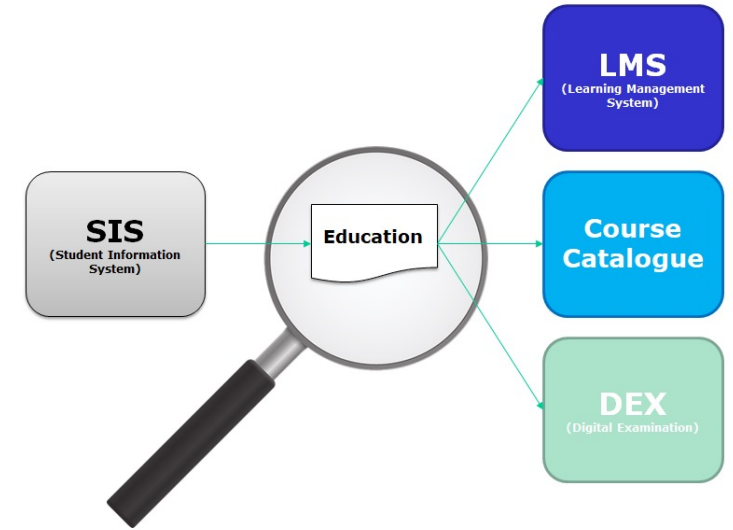 SIS
(Student Information
System)
Education
LMS
(Learning Management
System)
Course
Catalogue
DEX
(Digital Examination)